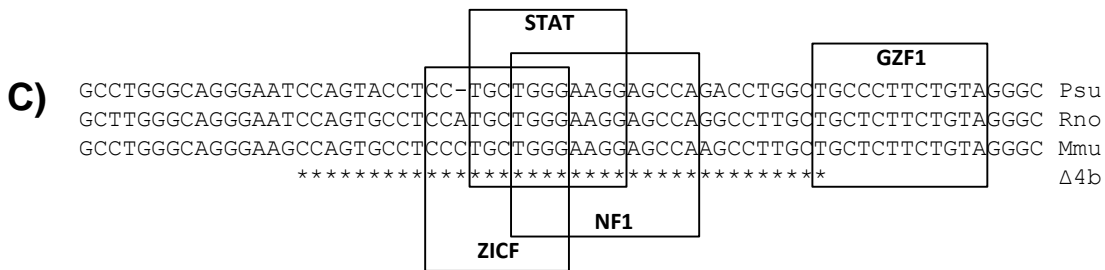 STAT
GZF1
C) GCCTGGGCAGGGAATCCAGTACCTCC-TGCTGGGAAGGAGCCAGACCTGGCTGCCCTTCTGTAGGGC Psu
GCTTGGGCAGGGAATCCAGTGCCTCCATGCTGGGAAGGAGCCAGGCCTTGCTGCTCTTCTGTAGGGC Rno
GCCTGGGCAGGGAAGCCAGTGCCTCCCTGCTGGGAAGGAGCCAAGCCTTGCTGCTCTTCTGTAGGGC Mmu
************************************* Δ4b
NF1
ZICF